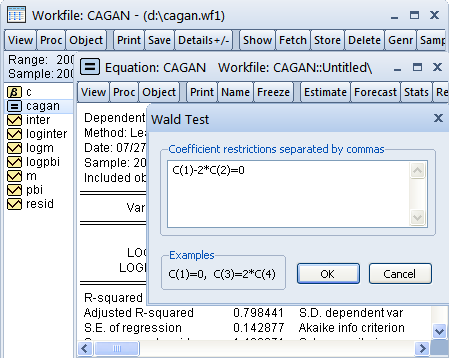 Workfile: CAGAN - (d:\cagan.wf1)
View Proc Object Print Save Details+/- Show Fetch Store Delete Genr Samp
Range: 200
Sample: 200
c
cagan
inter
loginter
logm
logpbi
m
pbi
resid
Equation: CAGAN Workfile: CAGAN::Untitled\
View Proc Object Print Name Freeze Estimate Forecast Stats Re
Dependent
Method: Lea
Date: 07/27
Sample: 200
Included ob
Var
LOG
LOGI
R-squared
Adjusted R-squared 0.798441 S.D. dependent var
S.E. of regression 0.142877 Akaike info criterion
Wald Test
Coefficient restrictions separated by commas
C(1)-2*C(2)=0
Examples
C(1)=0, C(3)=2*C(4)
OK
Cancel